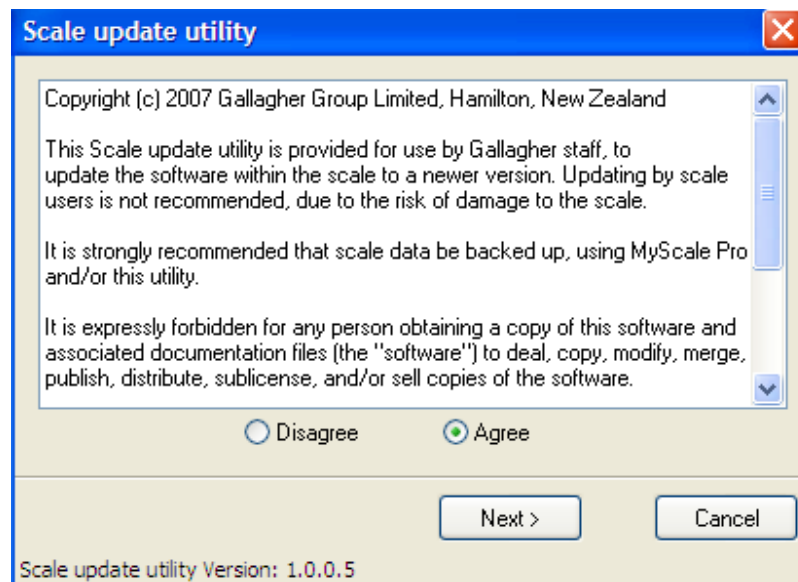 Scale update utility
Copyright (c) 2007 Gallagher Group Limited, Hamilton, New Zealand
This Scale update utility is provided for use by Gallagher staff, to
update the software within the scale to a newer version. Updating by scale
users is not recommended, due to the risk of damage to the scale.
It is strongly recommended that scale data be backed up, using MyScale Pro
and/or this utility.
It is expressly forbidden for any person obtaining a copy of this software and
associated documentation files (the "software") to deal, copy, modify, merge,
publish, distribute, sublicense, and/or sell copies of the software.
Disagree Agree
Next > Cancel
Scale update utility Version: 1.0.0.5